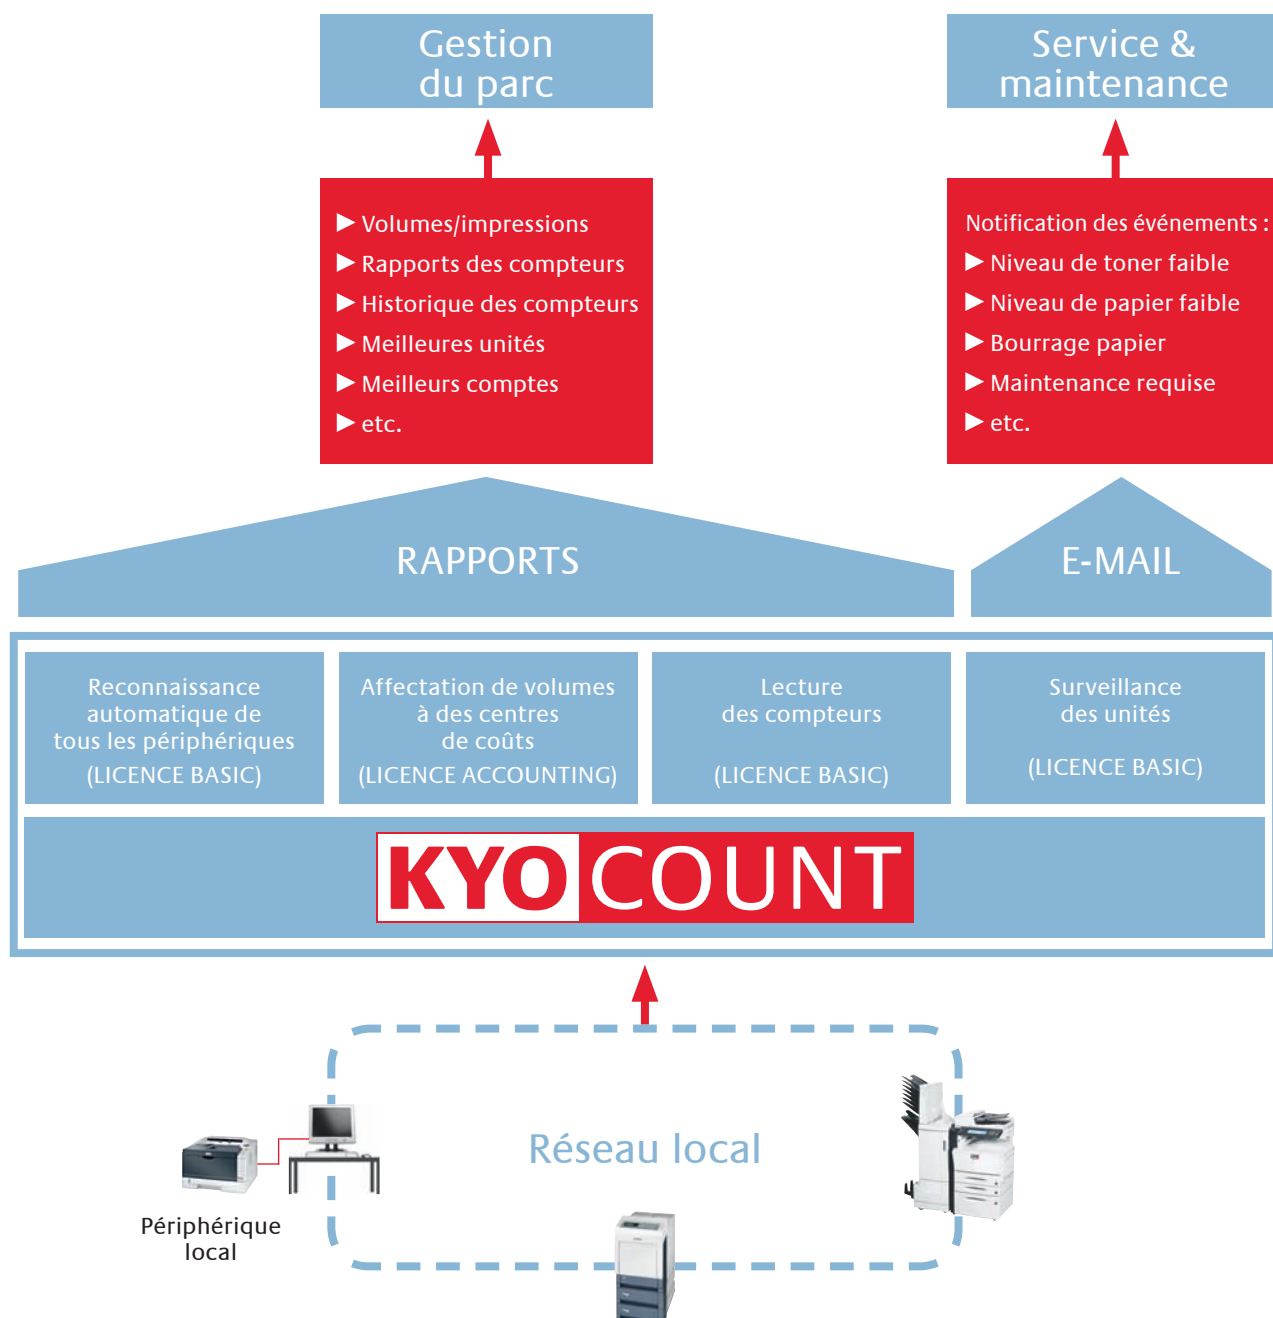 Gestion
du parc
Service &
maintenance
▶ Volumes/impressions
▶ Rapports des compteurs
▶ Historique des compteurs
▶ Meilleures unités
▶ Meilleurs comptes
▶ etc.
Notification des événements :
▶ Niveau de toner faible
▶ Niveau de papier faible
▶ Bourrage papier
▶ Maintenance requise
▶ etc.
RAPPORTS
E-MAIL
Reconnaissance
automatique de
tous les périphériques
(LICENCE BASIC)
Affectation de volumes
à des centres
de coûts
(LICENCE ACCOUNTING)
Lecture
des compteurs
(LICENCE BASIC)
Surveillance
des unités
(LICENCE BASIC)
KYOCOUNT
Réseau local
Périphérique
local